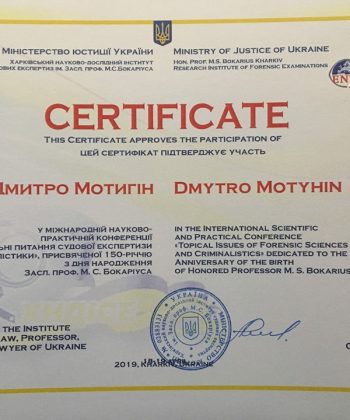 Міністерство юстиції України
Ministry of Justice of Ukraine
Харківський науково-дослідний інститут
Hon. Prof. M.S. Bokarius Kharkiv
експертиз ім. Засл. проф. М.С.Бокаріуса
Research Institute of Forensic Examinations
EN
CERTIFICATE
This Certificate approves the participation of
цей сертифікат підтверджує участь
Дмитро Мотигін
Dmytro Motyhin
у міжнародній науково-
практичній конференції
питання судової експертизи
присвяченої 150-річчю
з дня народження
Засл. проф. М. С. Бокаріуса
in the International Scientific
and Practical Conference
«Topical Issues of Forensic Sciences
and Criminalistics» dedicated to the
Anniversary of the birth
of Honored Professor M. S. Bokarius
УКРАЇНА
the Institute
Professor,
of Ukraine
2019, Kharkiv, Ukraine